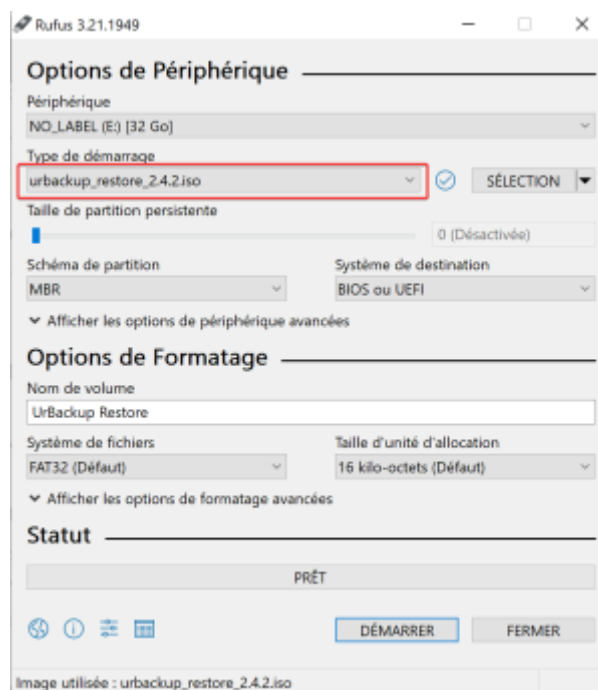 Rufus 3.21.1949
Options de Périphérique
Périphérique
NO_LABEL (E:) [32 Go]
Type de démarrage
urbackup_restore_2.4.2.iso
SÉLECTION
Taille de partition persistente
0 (Désactivée)
Schéma de partition Système de destination
MBR BIOS ou UEFI
Afficher les options de périphérique avancées
Options de Formatage
Nom de volume
UrBackup Restore
Système de fichiers Taille d'unité d'allocation
FAT32 (Défaut) 16 kilo-octets (Défaut)
Afficher les options de formatage avancées
Statut
PRÊT
DÉMARRER FERMER
Image utilisée : urbackup_restore_2.4.2.iso